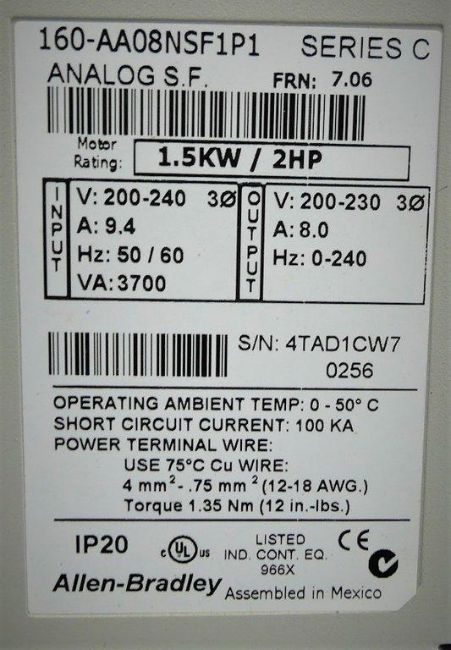 160-AA08NSF1P1 SERIES C
ANALOG S.F. FRN: 7.06
Motor Rating: 1.5KW / 2HP
INPUT
V: 200-240 3Ø
A: 9.4
Hz: 50 / 60
VA: 3700
OUTPUT
V: 200-230 3Ø
A: 8.0
Hz: 0-240
S/N: 4TAD1CW7
0256
OPERATING AMBIENT TEMP: 0 - 50° C
SHORT CIRCUIT CURRENT: 100 KA
POWER TERMINAL WIRE:
USE 75°C Cu WIRE:
4 mm² - .75 mm² (12-18 AWG.)
Torque 1.35 Nm (12 in.-lbs.)
IP20
c UL us
LISTED
IND. CONT. EQ.
966X
CE
Allen-Bradley Assembled in Mexico